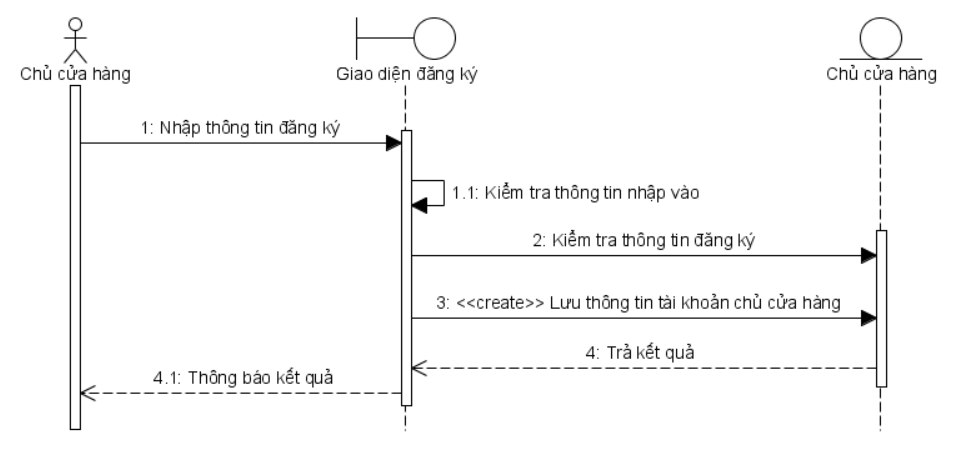 Chủ cửa hàng
Giao diện đăng ký
Chủ cửa hàng
1: Nhập thông tin đăng ký
1.1: Kiểm tra thông tin nhập vào
2: Kiểm tra thông tin đăng ký
3: <<create>> Lưu thông tin tài khoản chủ cửa hàng
4: Trả kết quả
4.1: Thông báo kết quả